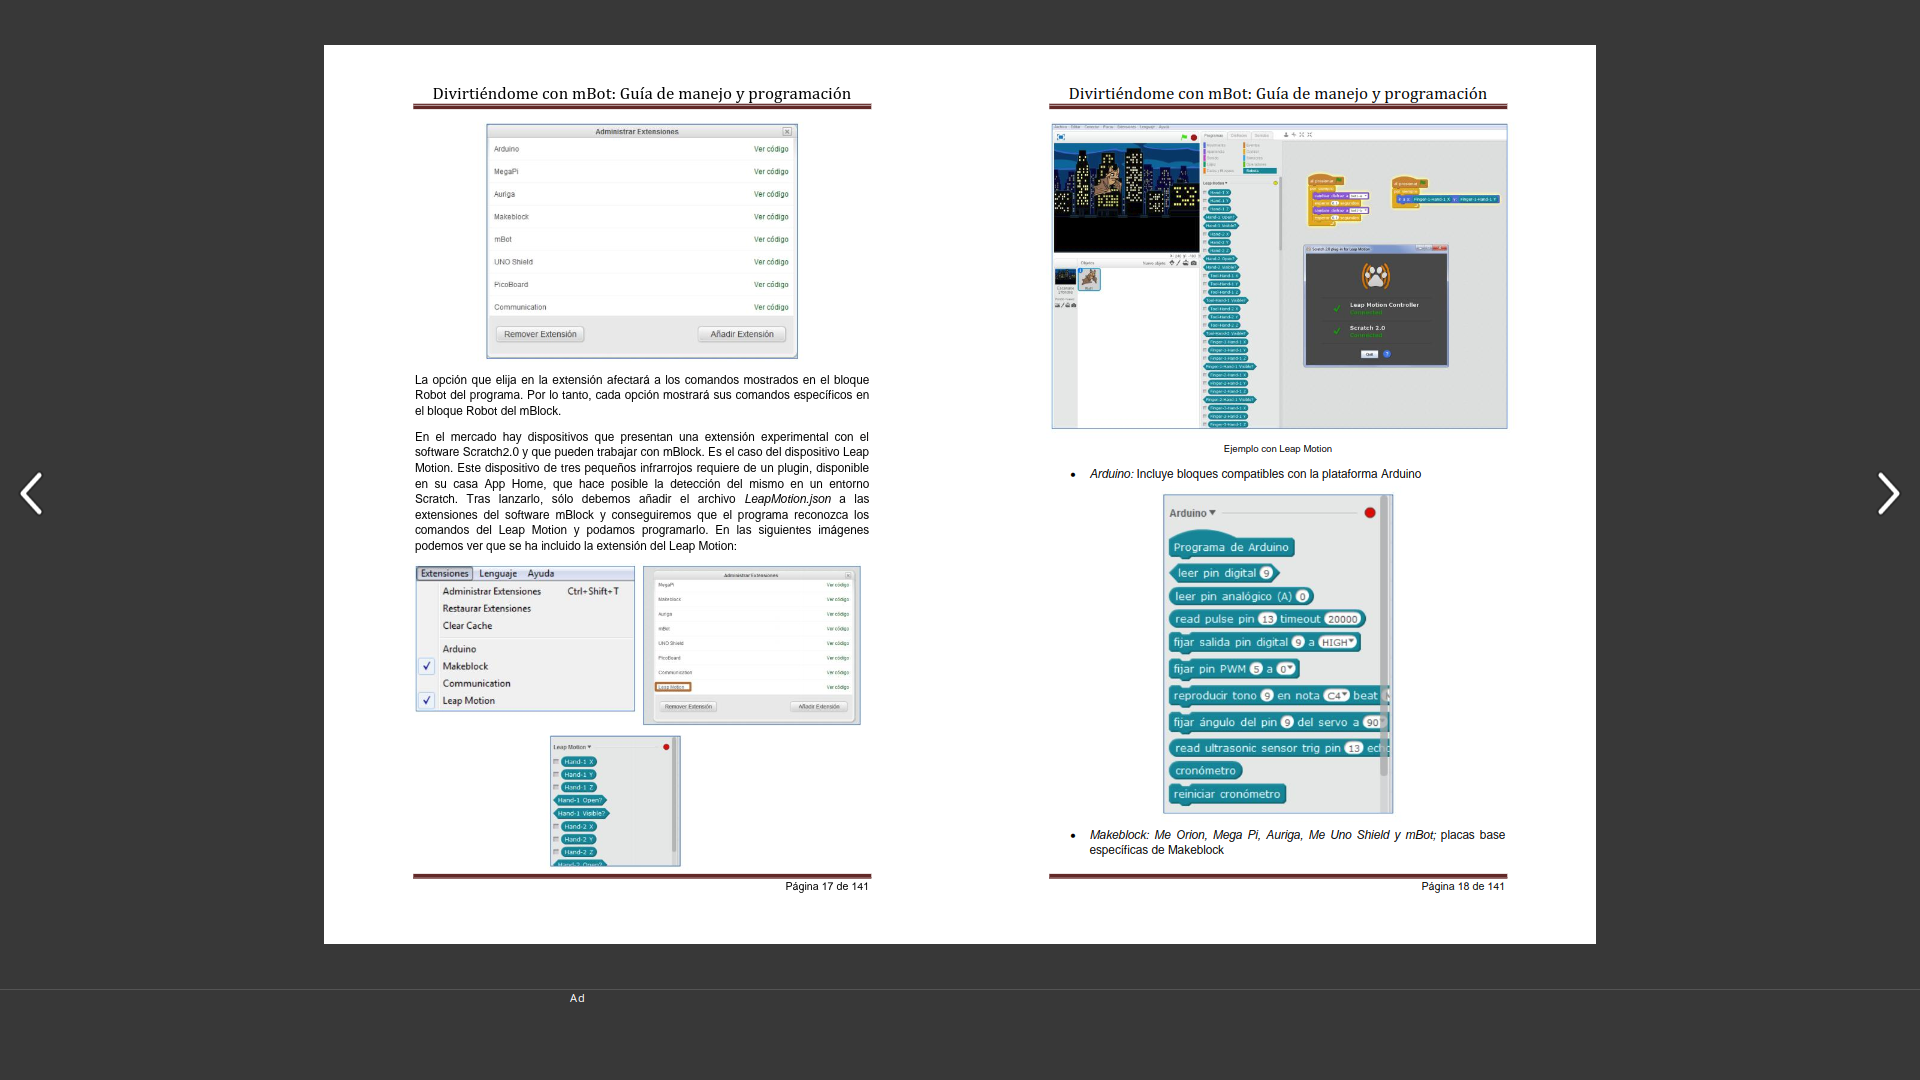 Divirtiéndome con mBot: Guía de manejo y programación
Administrar Extensiones
Arduino Ver código
MegaPi Ver código
Auriga Ver código
Makeblock Ver código
mBot Ver código
UNO Shield Ver código
PicoBoard Ver código
Communication Ver código
Remover Extensión Añadir Extensión
La opción que elija en la extensión afectará a los comandos mostrados en el bloque
Robot del programa. Por lo tanto, cada opción mostrará sus comandos específicos en
el bloque Robot del mBlock.
En el mercado hay dispositivos que presentan una extensión experimental con el
software Scratch2.0 y que pueden trabajar con mBlock. Es el caso del dispositivo Leap
Motion. Este dispositivo de tres pequeños infrarrojos requiere de un plugin, disponible
en su casa App Home, que hace posible la detección del mismo en un entorno
Scratch. Tras lanzarlo, sólo debemos añadir el archivo LeapMotion.json a las
extensiones del software mBlock y conseguiremos que el programa reconozca los
comandos del Leap Motion y podamos programarlo. En las siguientes imágenes
podemos ver que se ha incluido la extensión del Leap Motion:
Extensiones Lenguaje Ayuda
Administrar Extensiones Ctrl+Shift+T
Restaurar Extensiones
Clear Cache
Arduino
Makeblock
Communication
Leap Motion
Administrar Extensiones
MegaPi Ver código
Makeblock Ver código
Auriga Ver código
mBot Ver código
UNO Shield Ver código
PicoBoard Ver código
Communication Ver código
Leap Motion Ver código
Remover Extensión Añadir Extensión
Leap Motion
Hand-1 X
Hand-1 Y
Hand-1 Z
Hand-1 Open?
Hand-1 Visible?
Hand-2 X
Hand-2 Y
Hand-2 Z
Hand-2 Open?
Página 17 de 141
Divirtiéndome con mBot: Guía de manejo y programación
Leap Motion Controller
Connected
Scratch 2.0
Connected
Ejemplo con Leap Motion
• Arduino: Incluye bloques compatibles con la plataforma Arduino
Arduino
Programa de Arduino
leer pin digital 9
leer pin analógico (A) 0
read pulse pin 13 timeout 20000
fijar salida pin digital 9 a HIGH
fijar pin PWM 5 a 0
reproducir tono 9 en nota C4 beat
fijar ángulo del pin 9 del servo a 90
read ultrasonic sensor trig pin 13 echo
cronómetro
reiniciar cronómetro
• Makeblock: Me Orion, Mega Pi, Auriga, Me Uno Shield y mBot; placas base
específicas de Makeblock
Página 18 de 141
Ad